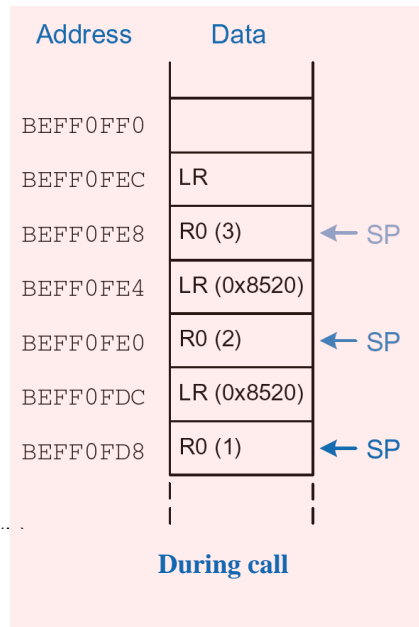 Address Data
BEFF0FF0
BEFF0FEC LR
BEFF0FE8 R0 (3) SP
BEFF0FE4 LR (0x8520)
BEFF0FE0 R0 (2) SP
BEFF0FDC LR (0x8520)
BEFF0FD8 R0 (1) SP
During call